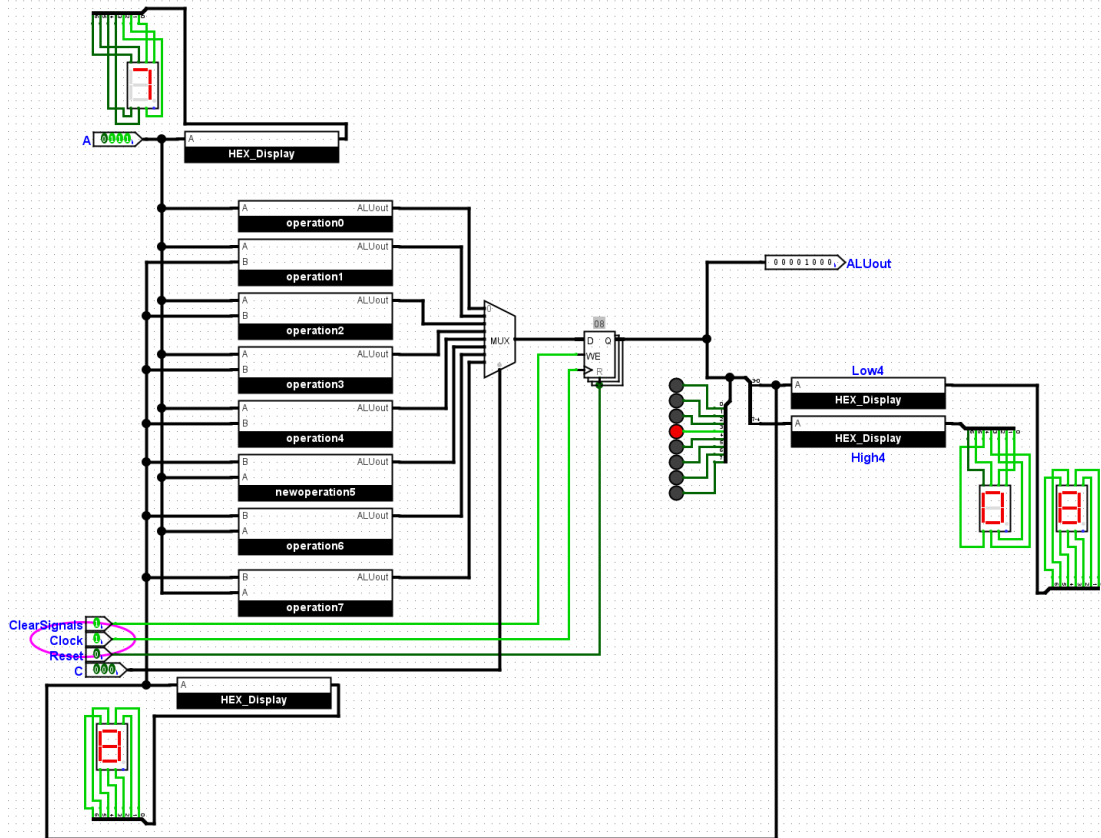 A
A
HEX_Display
A
ALUout
operation0
A
ALUout
B
operation1
A
ALUout
B
operation2
A
ALUout
B
operation3
A
ALUout
B
operation4
B
ALUout
A
newoperation5
B
ALUout
A
operation6
B
ALUout
A
operation7
MUX
08
D Q
WE
R
00001000
ALUout
Low4
A
HEX_Display
A
HEX_Display
High4
ClearSignals
Clock
Reset
C
A
HEX_Display